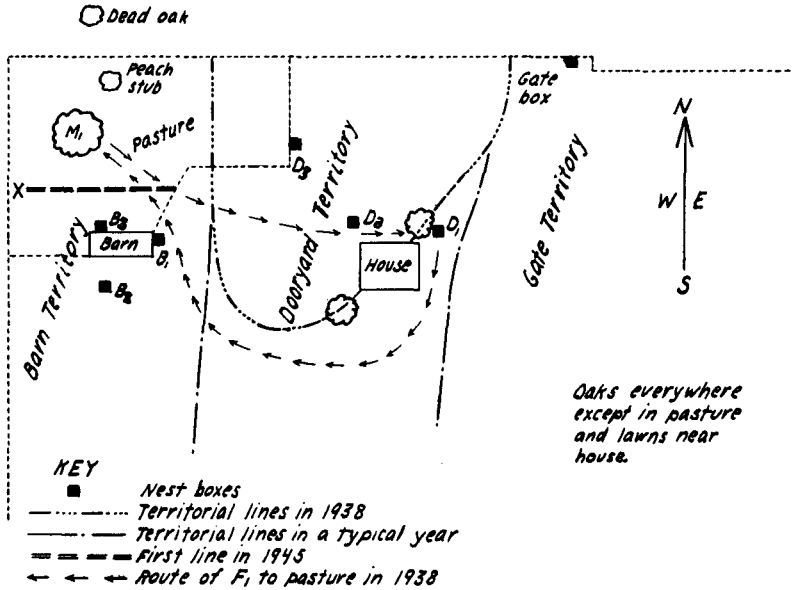 Dead oak
Peach
stub
M1
Pasture
Gate
box
N
W E
S
D3
Dooryard Territory
Gate Territory
X
D2
D1
B3
Barn
B1
House
B2
Barn Territory
Oaks everywhere
except in pasture
and lawns near
house.
KEY
Nest boxes
Territorial lines in 1938
Territorial lines in a typical year
First line in 1945
Route of F1 to pasture in 1938